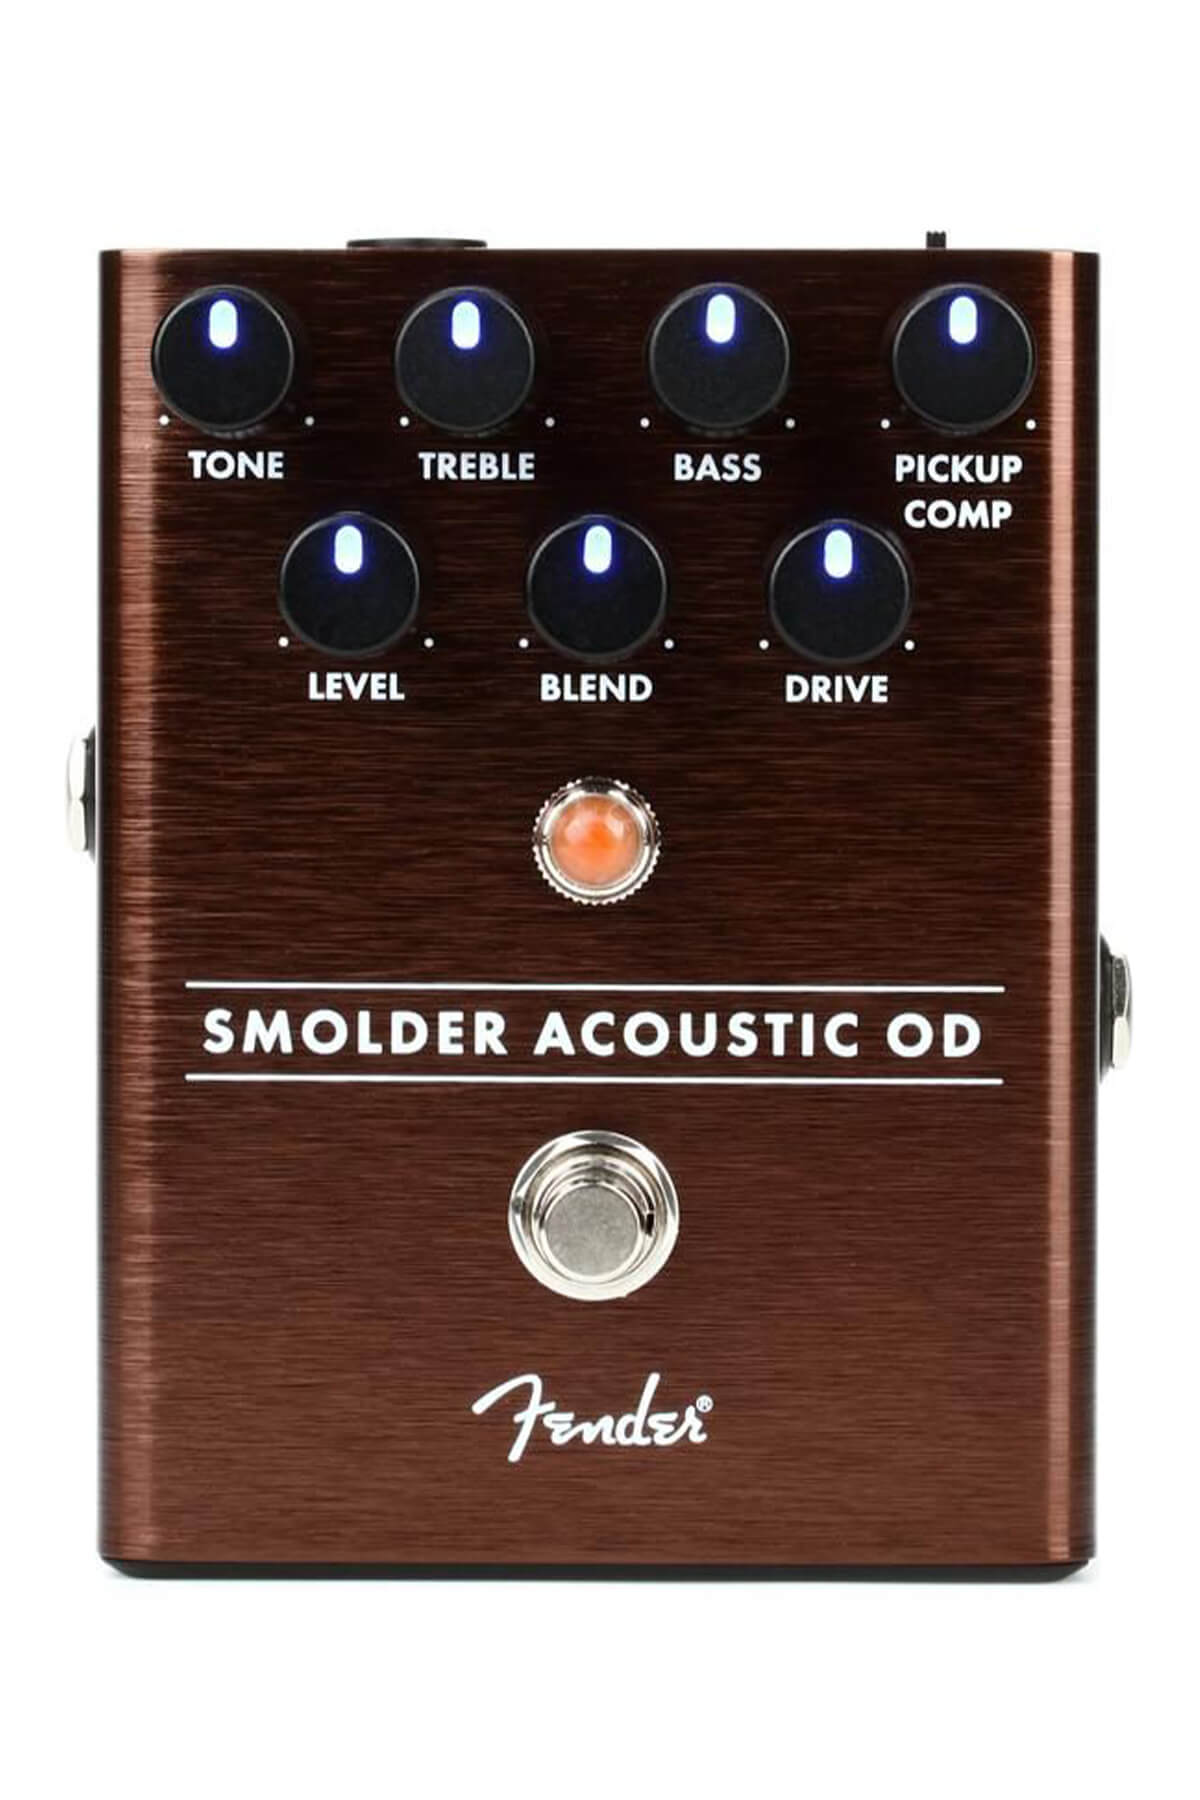 TONE TREBLE BASS PICKUP
COMP
LEVEL BLEND DRIVE
SMOLDER ACOUSTIC OD
Fender®